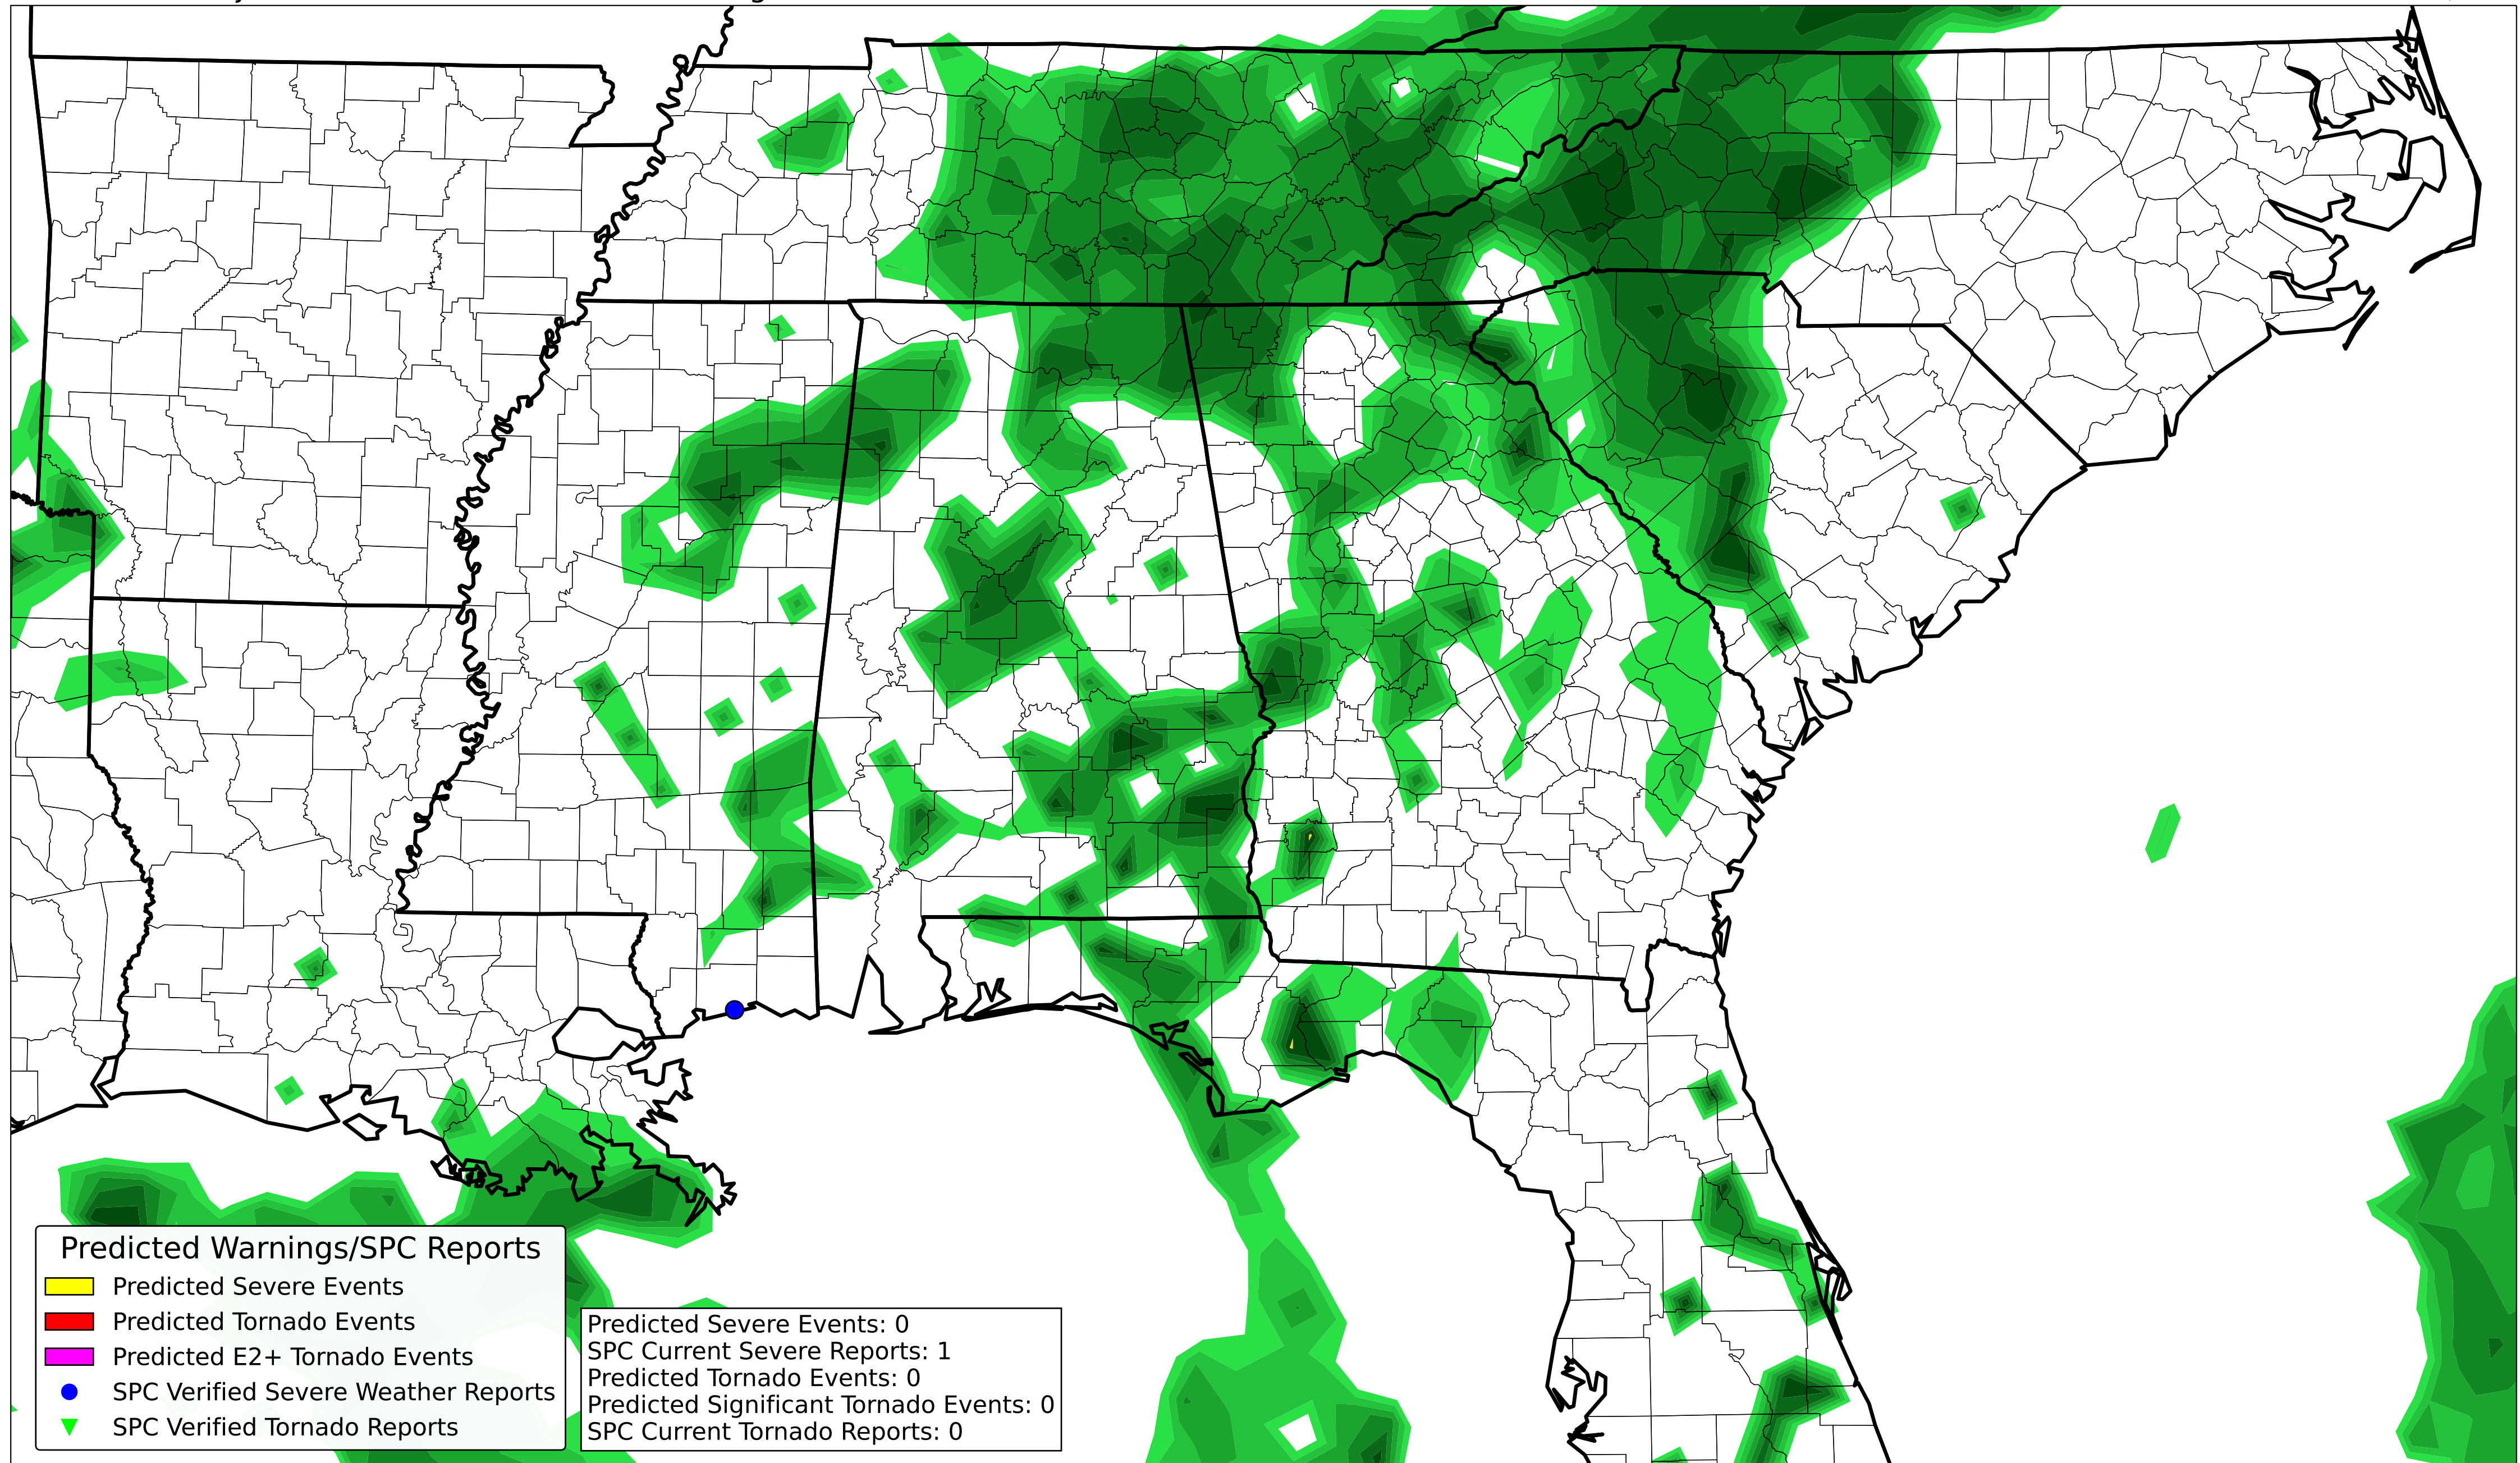 Predicted Warnings/SPC Reports
Predicted Severe Events
Predicted Tornado Events
Predicted E2+ Tornado Events
SPC Verified Severe Weather Reports
SPC Verified Tornado Reports
Predicted Severe Events: 0
SPC Current Severe Reports: 1
Predicted Tornado Events: 0
Predicted Significant Tornado Events: 0
SPC Current Tornado Reports: 0